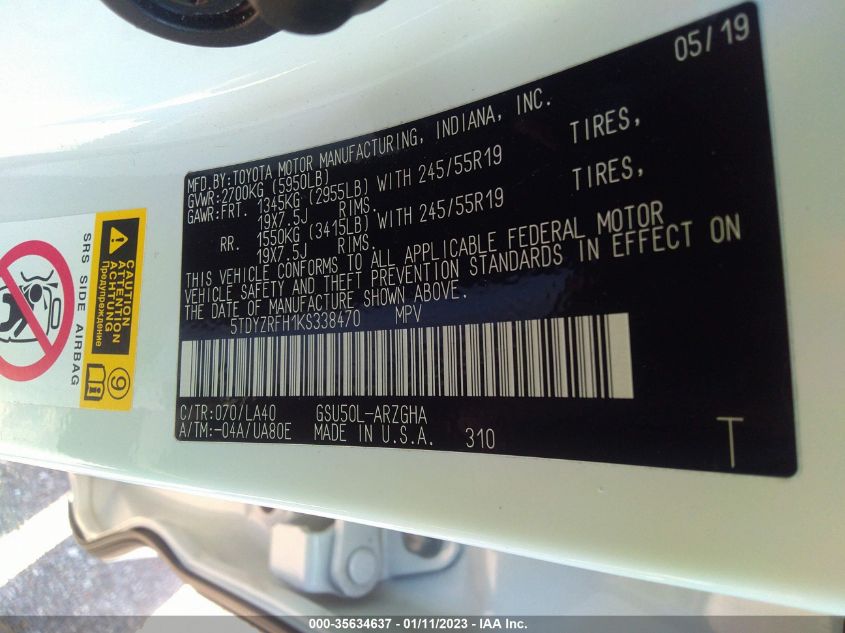 05/19
MFD.BY:TOYOTA MOTOR MANUFACTURING, INDIANA, INC.
GVWR:2700KG (5950LB)
GAWR:FRT. 1345KG (2955LB) WITH 245/55R19 TIRES,
19X7.5J RIMS.
RR. 1550KG (3415LB) WITH 245/55R19 TIRES,
19X7.5J RIMS.
THIS VEHICLE CONFORMS TO ALL APPLICABLE FEDERAL MOTOR
VEHICLE SAFETY AND THEFT PREVENTION STANDARDS IN EFFECT ON
THE DATE OF MANUFACTURE SHOWN ABOVE.
5TDYZRFH1KS338470 MPV
C/TR:070/LA40 GSU50L-ARZGHA
A/TM:-04A/UA80E MADE IN U.S.A. 310
T
SRS SIDE AIRBAG
CAUTION
ATTENTION
ACHTUNG
Предупреждение
9
000-35634637 - 01/11/2023 - IAA Inc.